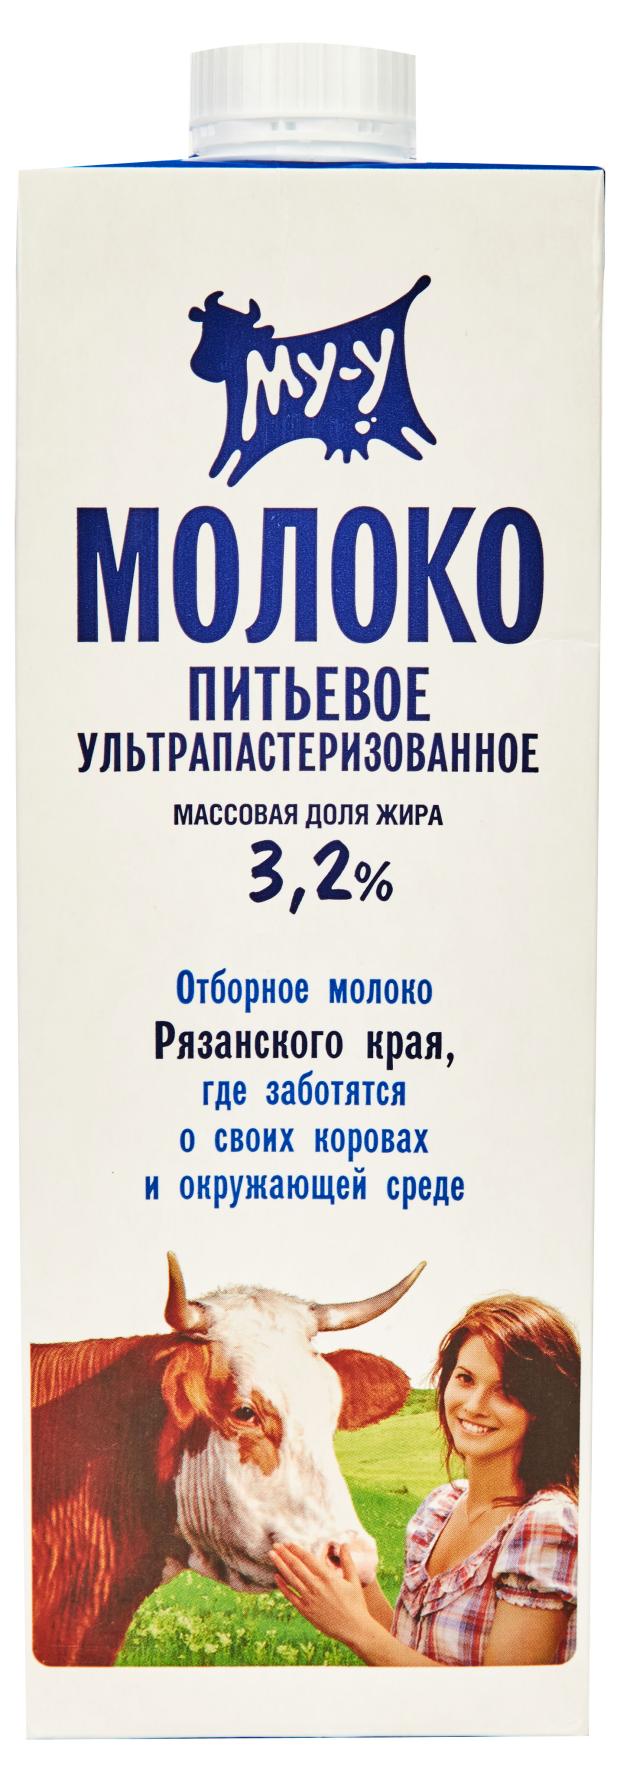 Му-у
МОЛОКО
ПИТЬЕВОЕ
УЛЬТРАПАСТЕРИЗОВАННОЕ
МАССОВАЯ ДОЛЯ ЖИРА
3,2%
Отборное молоко
Рязанского края,
где заботятся
о своих коровах
и окружающей среде